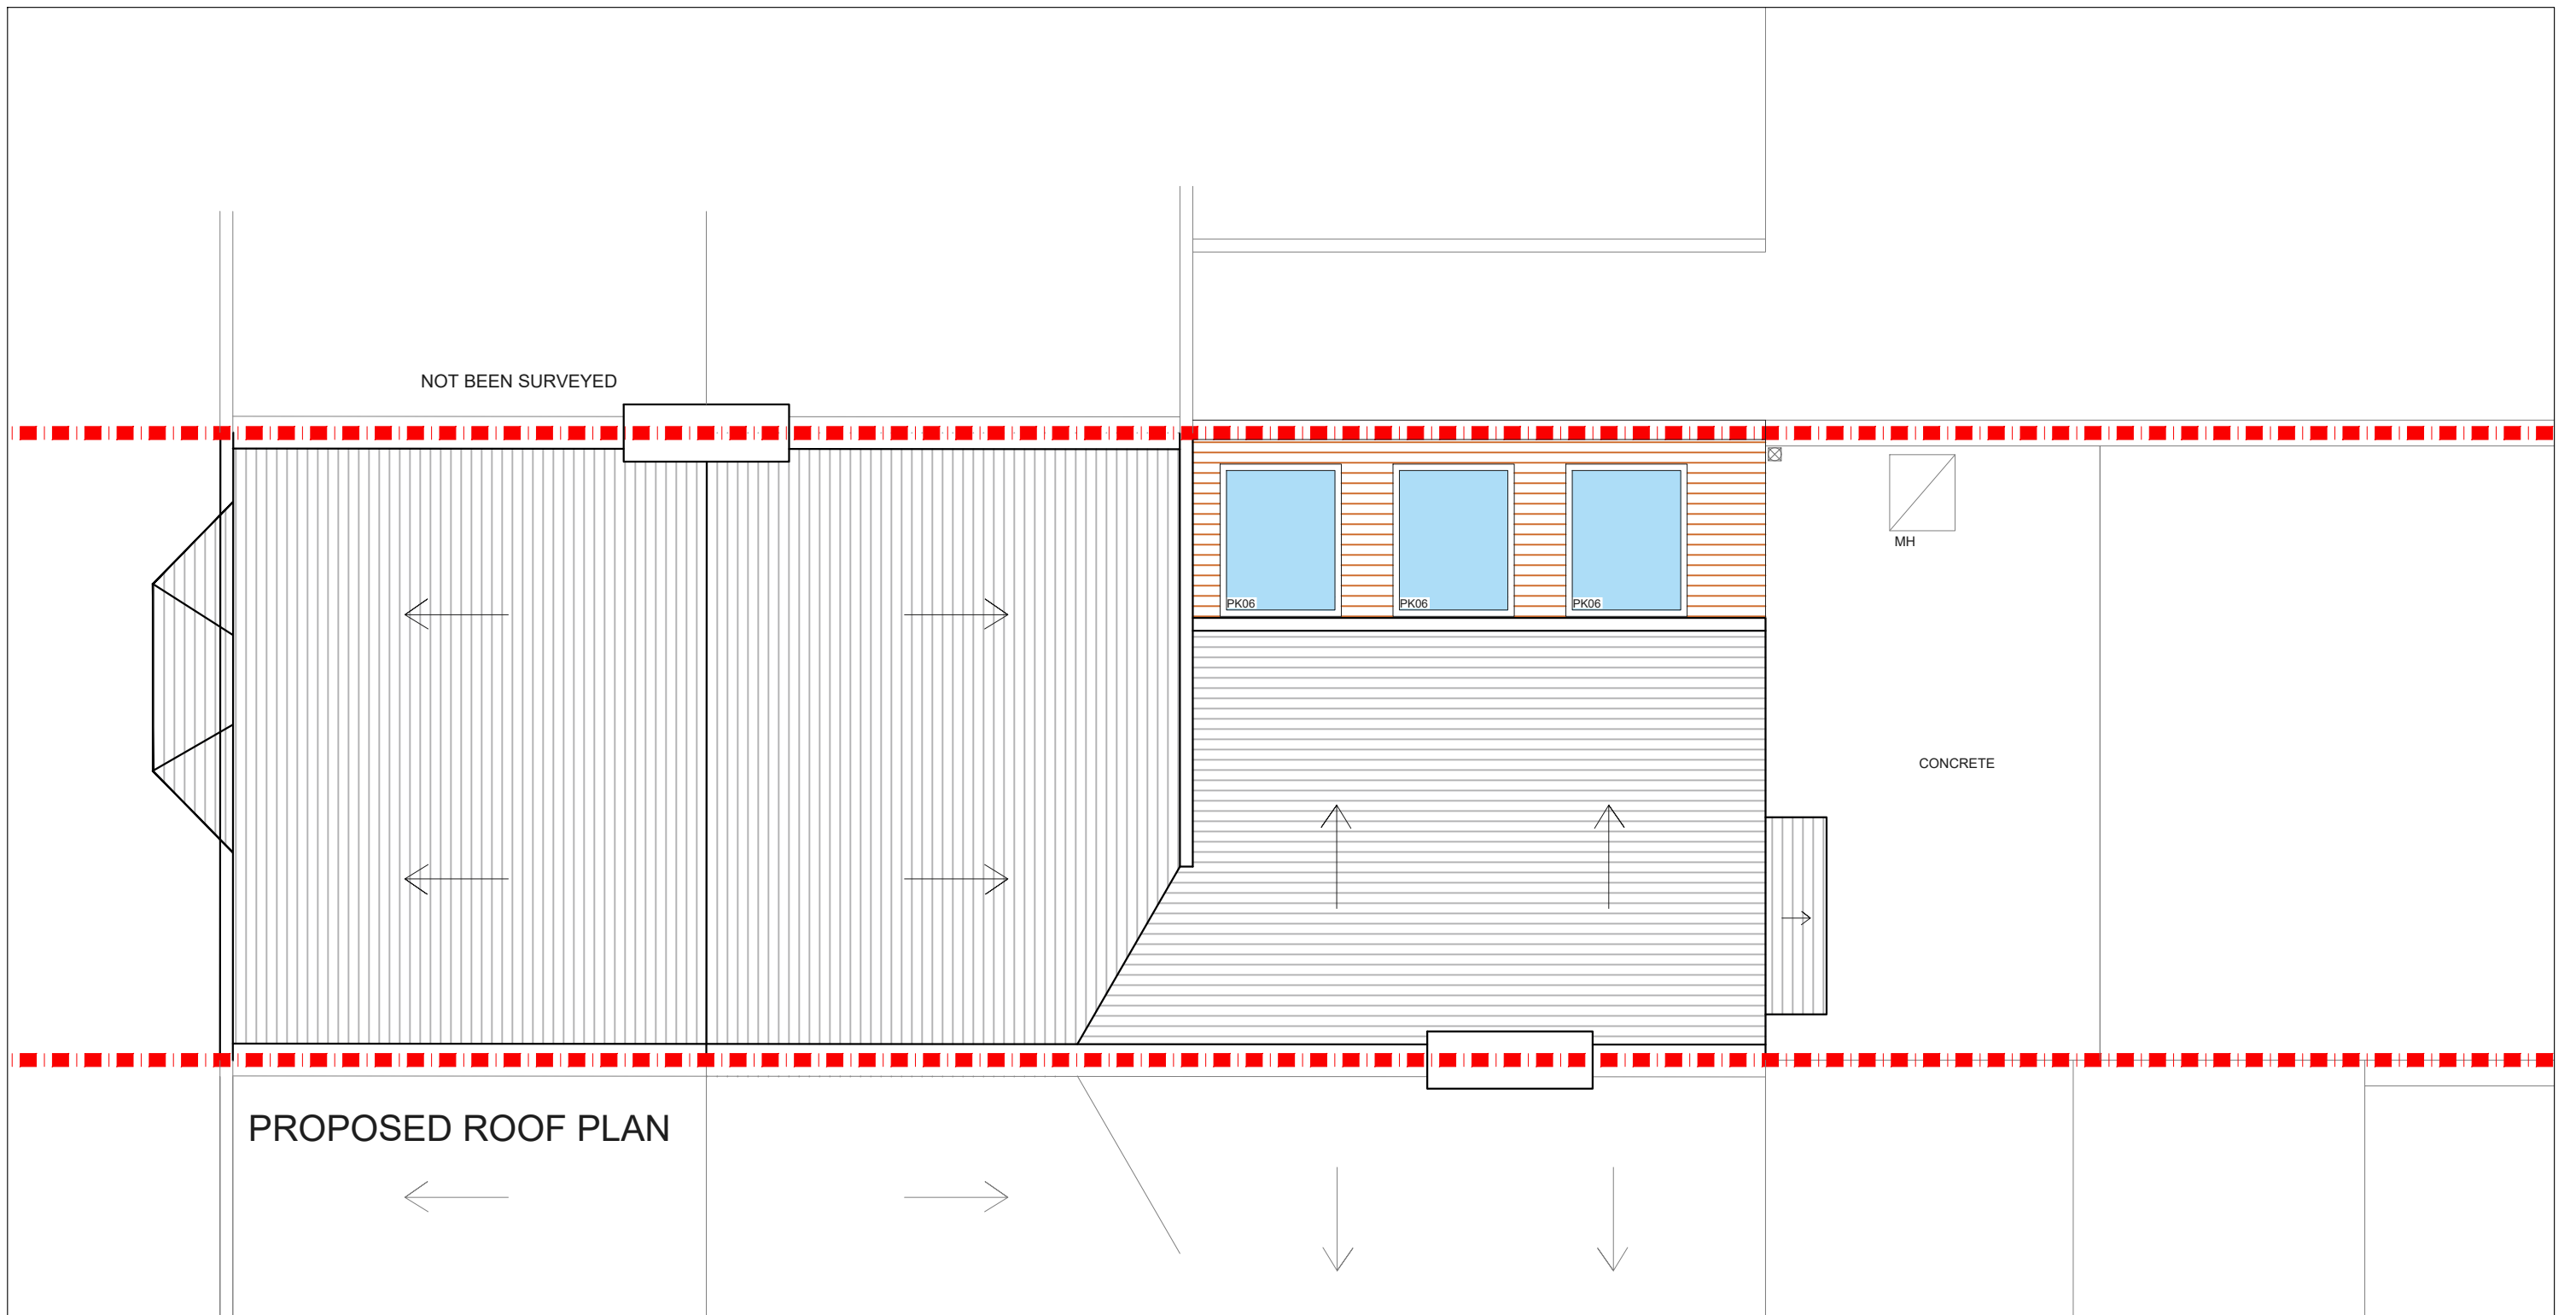 NOT BEEN SURVEYED
MH
PK06
PK06
PK06
CONCRETE
PROPOSED ROOF PLAN